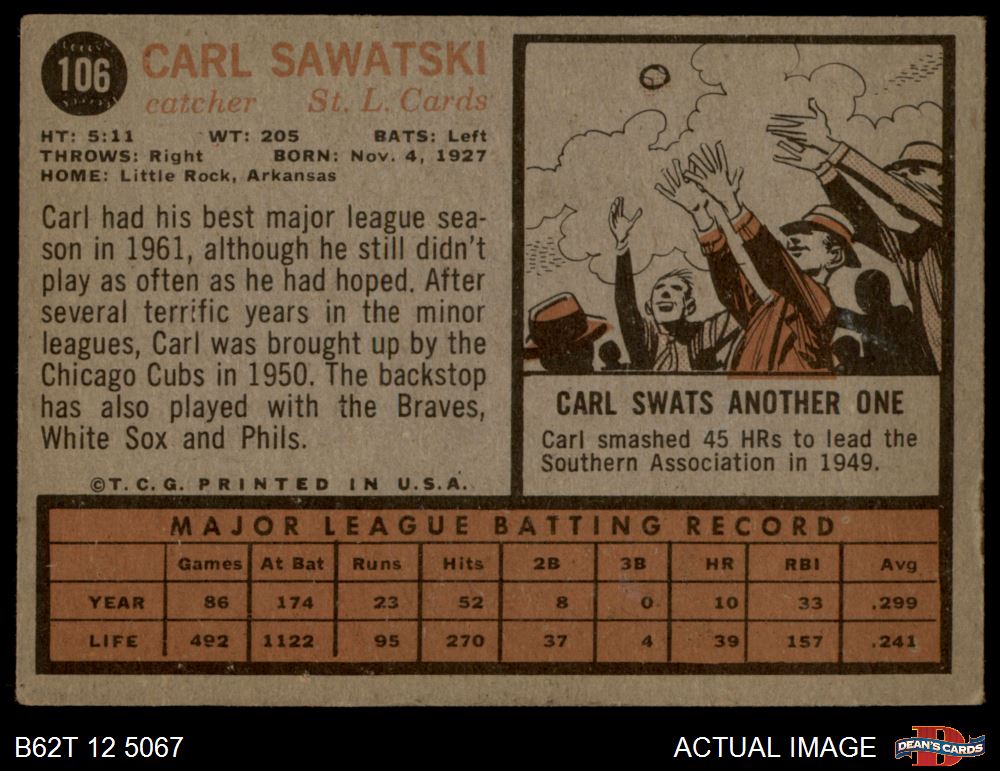 106
CARL SAWATSKI
catcher St. L. Cards
HT: 5:11 WT: 205 BATS: Left
THROWS: Right BORN: Nov. 4, 1927
HOME: Little Rock, Arkansas
Carl had his best major league sea-
son in 1961, although he still didn't
play as often as he had hoped. After
several terrific years in the minor
leagues, Carl was brought up by the
Chicago Cubs in 1950. The backstop
has also played with the Braves,
White Sox and Phils.
©T. C. G. PRINTED IN U.S.A.
CARL SWATS ANOTHER ONE
Carl smashed 45 HRs to lead the
Southern Association in 1949.
MAJOR LEAGUE BATTING RECORD
Games At Bat Runs Hits 2B 3B HR RBI Avg
YEAR 86 174 23 52 8 0 10 33 .299
LIFE 492 1122 95 270 37 4 39 157 .241
B62T 12 5067
ACTUAL IMAGE
D
DEAN'S CARDS